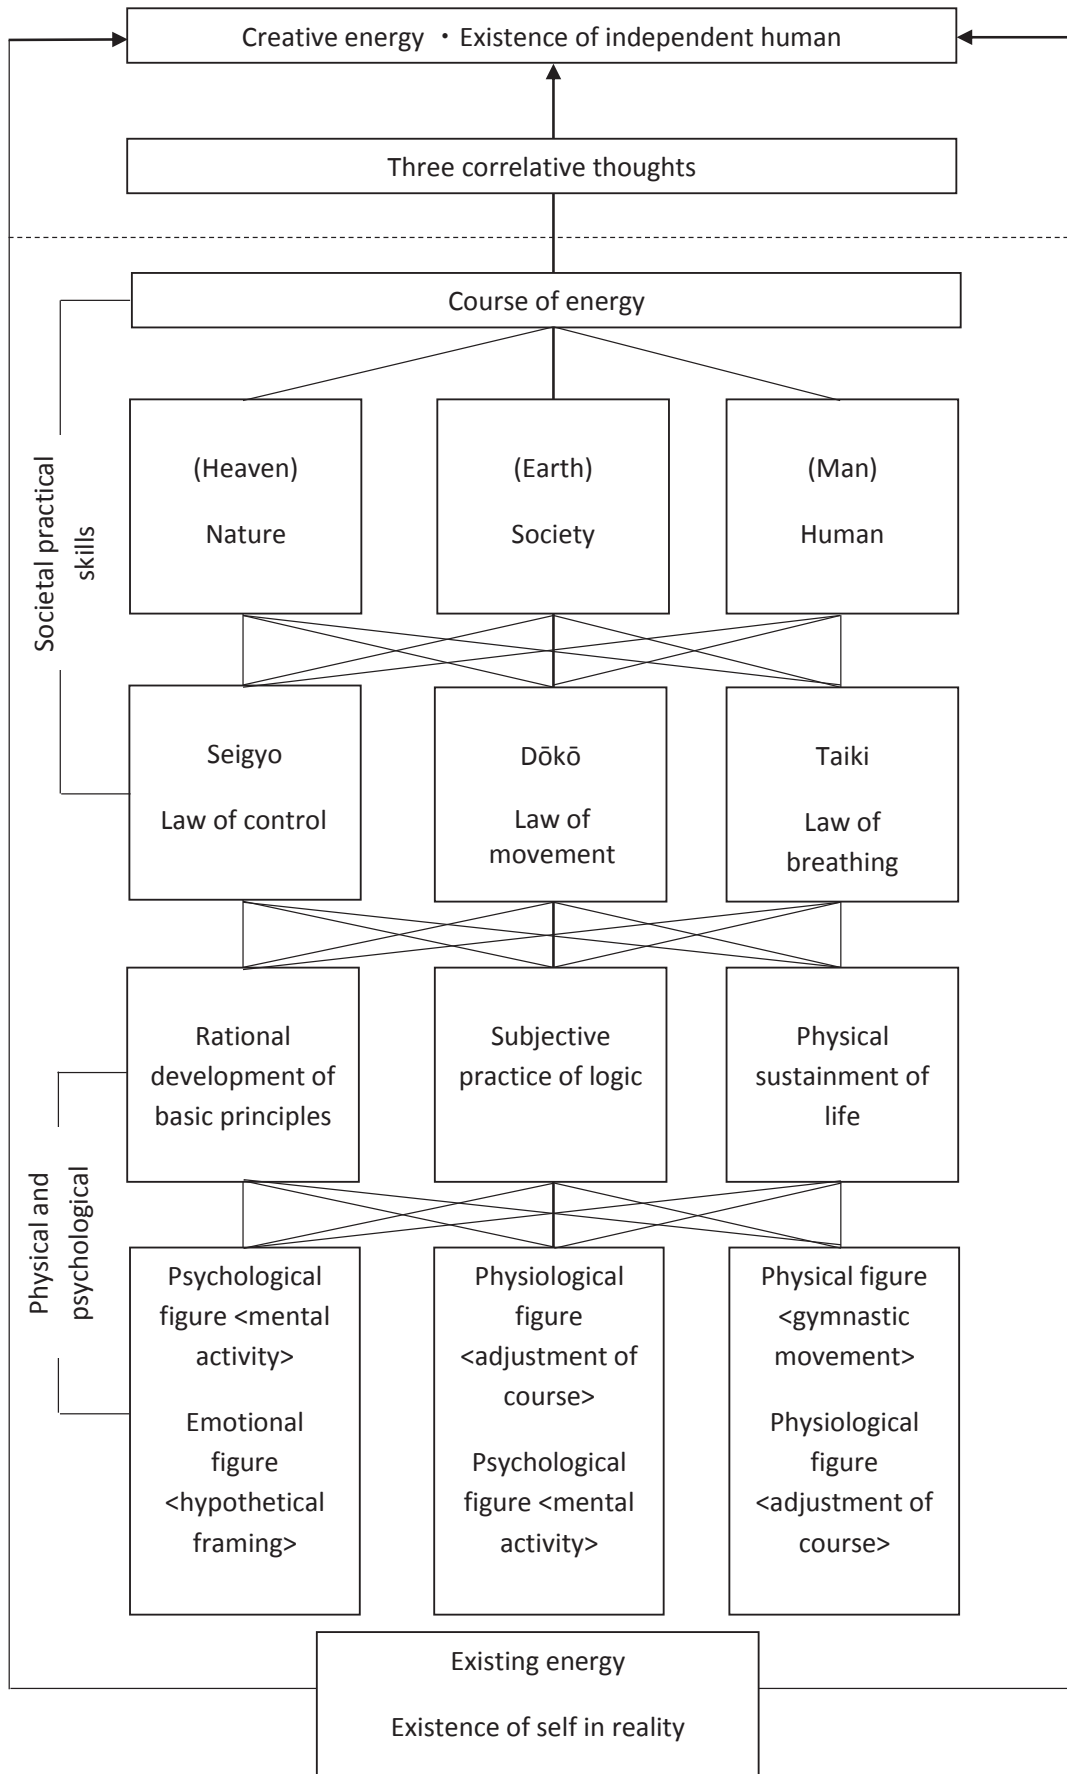 Creative energy ・Existence of independent human
Three correlative thoughts
Course of energy
Societal practical
skills
(Heaven)
Nature
(Earth)
Society
(Man)
Human
Seigyo
Law of control
Dōkō
Law of
movement
Taiki
Law of
breathing
Physical and
psychological
Rational
development of
basic principles
Subjective
practice of logic
Physical
sustainment of
life
Psychological
figure <mental
activity>
Emotional
figure
<hypothetical
framing>
Physiological
figure
<adjustment of
course>
Psychological
figure <mental
activity>
Physical figure
<gymnastic
movement>
Physiological
figure
<adjustment of
course>
Existing energy
Existence of self in reality